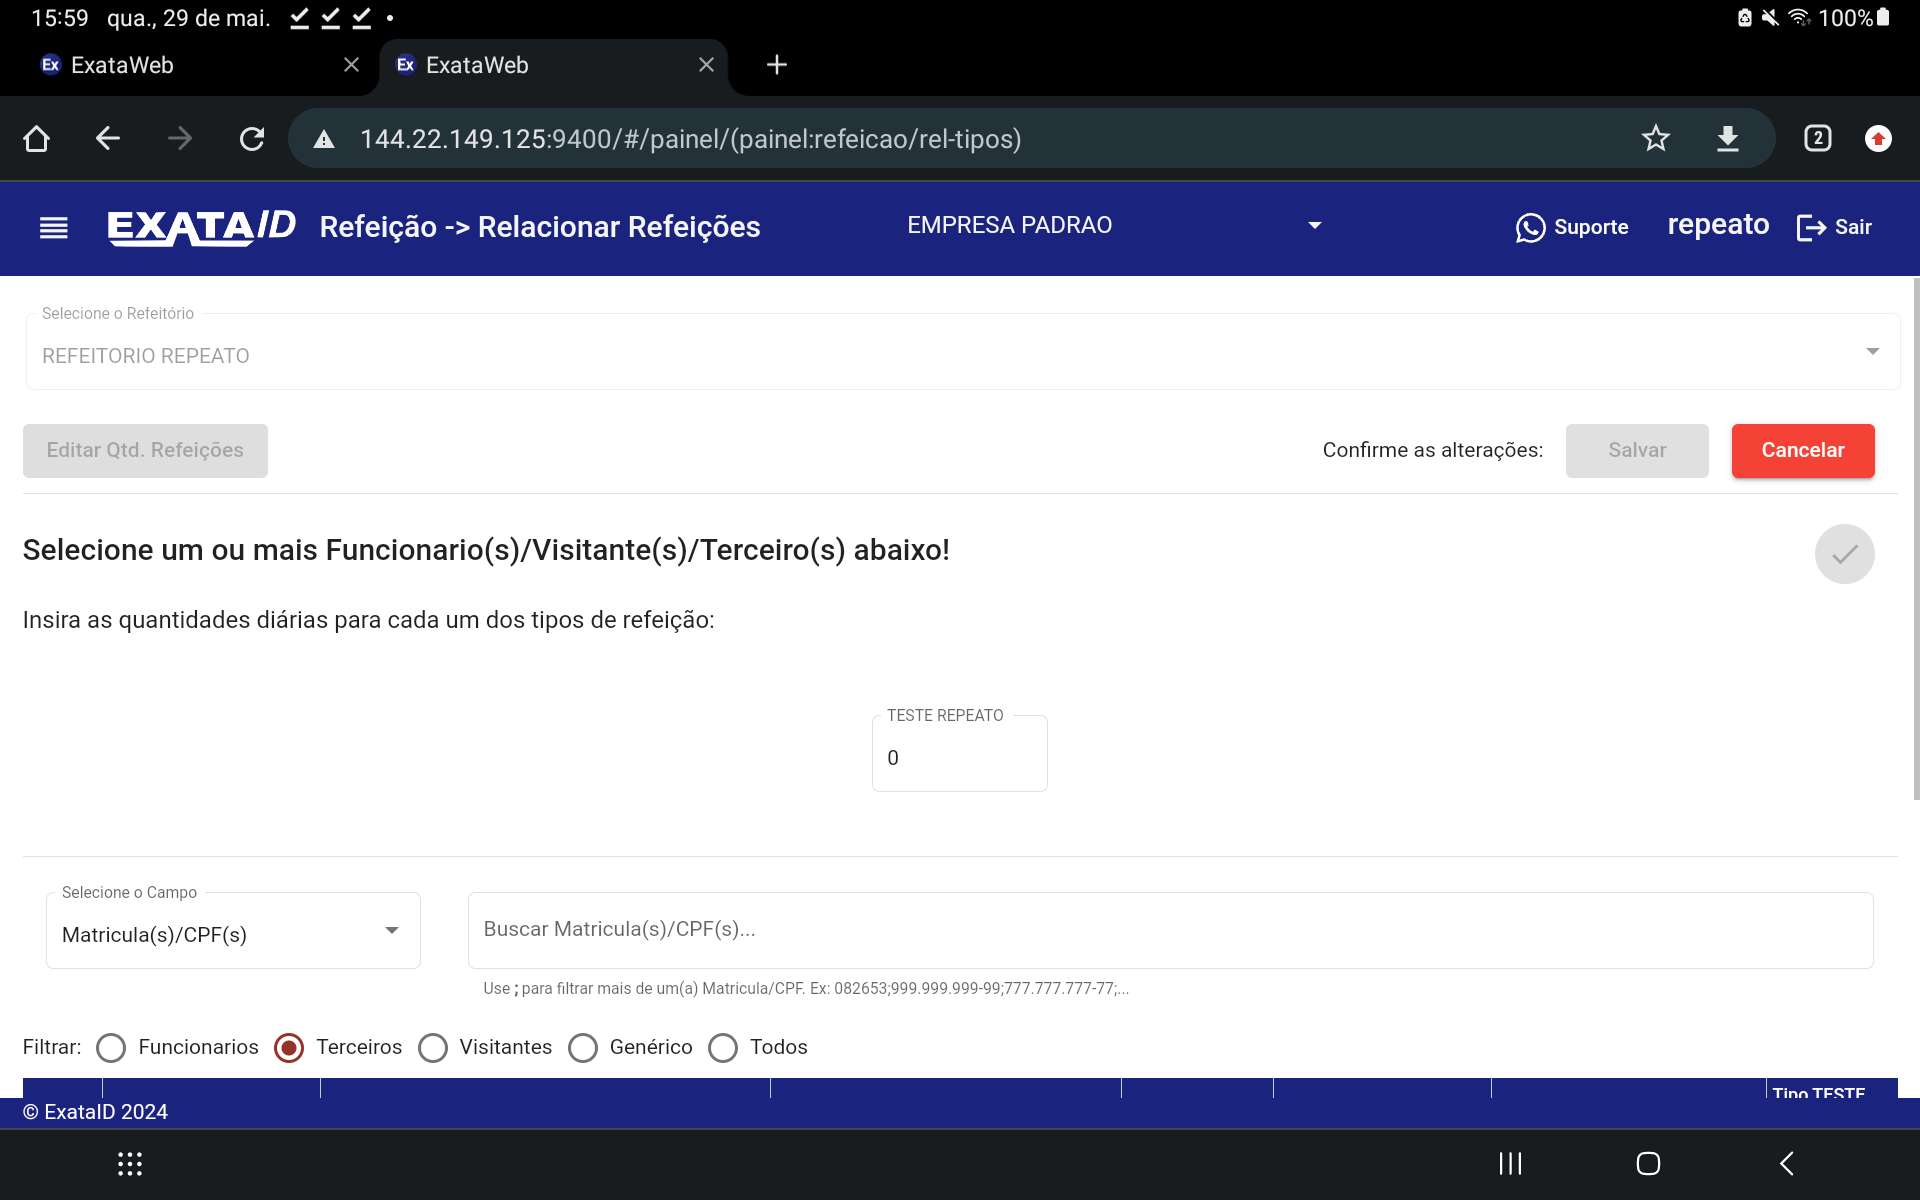 15:59 qua., 29 de mai.
100%
Ex ExataWeb
Ex ExataWeb
144.22.149.125:9400/#/painel/(painel:refeicao/rel-tipos)
2
EXATAID Refeição -> Relacionar Refeições EMPRESA PADRAO Suporte repeato Sair
Selecione o Refeitório
REFEITORIO REPEATO
Editar Qtd. Refeições Confirme as alterações: Salvar Cancelar
Selecione um ou mais Funcionario(s)/Visitante(s)/Terceiro(s) abaixo!
Insira as quantidades diárias para cada um dos tipos de refeição:
TESTE REPEATO
0
Selecione o Campo
Matricula(s)/CPF(s)
Buscar Matricula(s)/CPF(s)...
Use ; para filtrar mais de um(a) Matricula/CPF. Ex: 082653;999.999.999-99;777.777.777-77;...
Filtrar: Funcionarios Terceiros Visitantes Genérico Todos
Tipo TESTE
© ExataID 2024